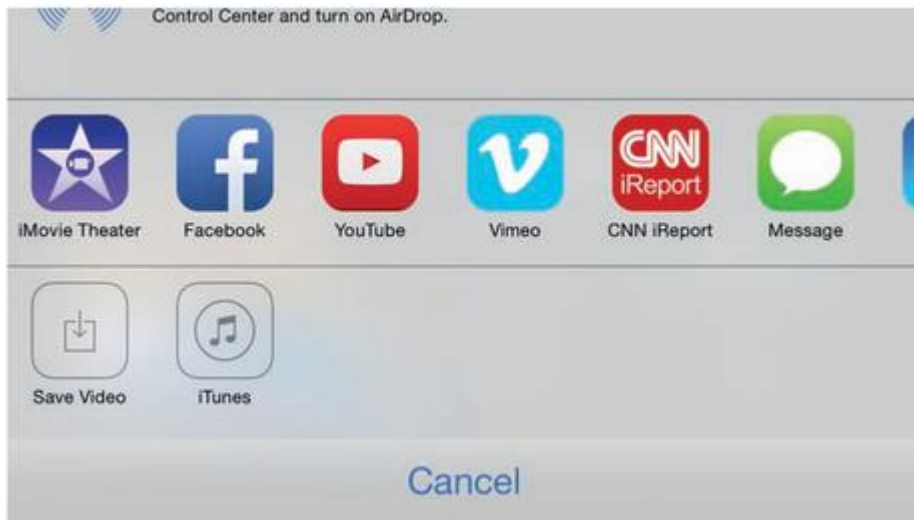 Control Center and turn on AirDrop.
CNN
iReport
iMovie Theater
Facebook
YouTube
Vimeo
CNN iReport
Message
Save Video
iTunes
Cancel